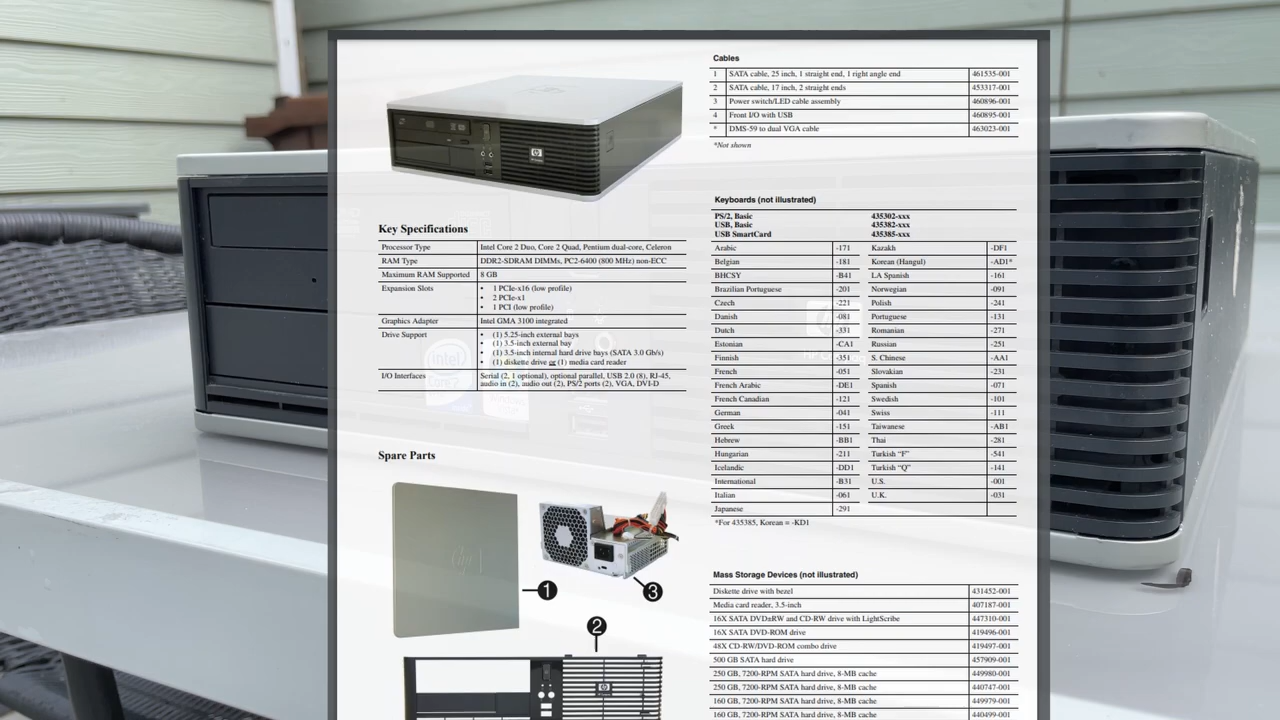 Key Specifications
Processor Type Intel Core 2 Duo, Core 2 Quad, Pentium dual-core, Celeron
RAM Type DDR2-SDRAM DIMMs, PC2-6400 (800 MHz) non-ECC
Maximum RAM Supported 8 GB
Expansion Slots • 1 PCIe-x16 (low profile)
• 2 PCIe-x1
• 1 PCI (low profile)
Graphics Adapter Intel GMA 3100 integrated
Drive Support • (1) 5.25-inch external bays
• (1) 3.5-inch external bay
• (1) 3.5-inch internal hard drive bays (SATA 3.0 Gb/s)
• (1) diskette drive or (1) media card reader
I/O Interfaces Serial (2, 1 optional), optional parallel, USB 2.0 (8), RJ-45,
audio in (2), audio out (2), PS/2 ports (2), VGA, DVI-D
Spare Parts
1
3
2
Cables
1 SATA cable, 25 inch, 1 straight end, 1 right angle end 461535-001
2 SATA cable, 17 inch, 2 straight ends 453317-001
3 Power switch/LED cable assembly 460896-001
4 Front I/O with USB 460895-001
* DMS-59 to dual VGA cable 463023-001
*Not shown
Keyboards (not illustrated)
PS/2, Basic 435302-xxx
USB, Basic 435382-xxx
USB SmartCard 435385-xxx
Arabic -171 Kazakh -DF1
Belgian -181 Korean (Hangul) -AD1*
BHCSY -B41 LA Spanish -161
Brazilian Portuguese -201 Norwegian -091
Czech -221 Polish -241
Danish -081 Portuguese -131
Dutch -331 Romanian -271
Estonian -CA1 Russian -251
Finnish -351 S. Chinese -AA1
French -051 Slovakian -231
French Arabic -DE1 Spanish -071
French Canadian -121 Swedish -101
German -041 Swiss -111
Greek -151 Taiwanese -AB1
Hebrew -BB1 Thai -281
Hungarian -211 Turkish “F” -541
Icelandic -DD1 Turkish “Q” -141
International -B31 U.S. -001
Italian -061 U.K. -031
Japanese -291
*For 435385, Korean = -KD1
Mass Storage Devices (not illustrated)
Diskette drive with bezel 431452-001
Media card reader, 3.5-inch 407187-001
16X SATA DVD±RW and CD-RW drive with LightScribe 447310-001
16X SATA DVD-ROM drive 419496-001
48X CD-RW/DVD-ROM combo drive 419497-001
500 GB SATA hard drive 457909-001
250 GB, 7200-RPM SATA hard drive, 8-MB cache 449980-001
250 GB, 7200-RPM SATA hard drive, 8-MB cache 440747-001
160 GB, 7200-RPM SATA hard drive, 8-MB cache 449979-001
160 GB, 7200-RPM SATA hard drive, 8-MB cache 440499-001